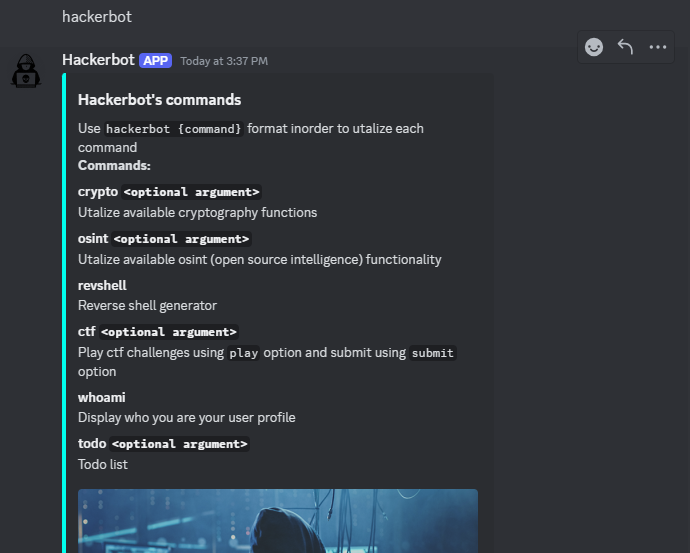 hackerbot
Hackerbot APP Today at 3:37 PM
Hackerbot's commands
Use hackerbot {command} format inorder to utalize each
command
Commands:
crypto <optional argument>
Utalize available cryptography functions
osint <optional argument>
Utalize available osint (open source intelligence) functionality
revshell
Reverse shell generator
ctf <optional argument>
Play ctf challenges using play option and submit using submit
option
whoami
Display who you are your user profile
todo <optional argument>
Todo list